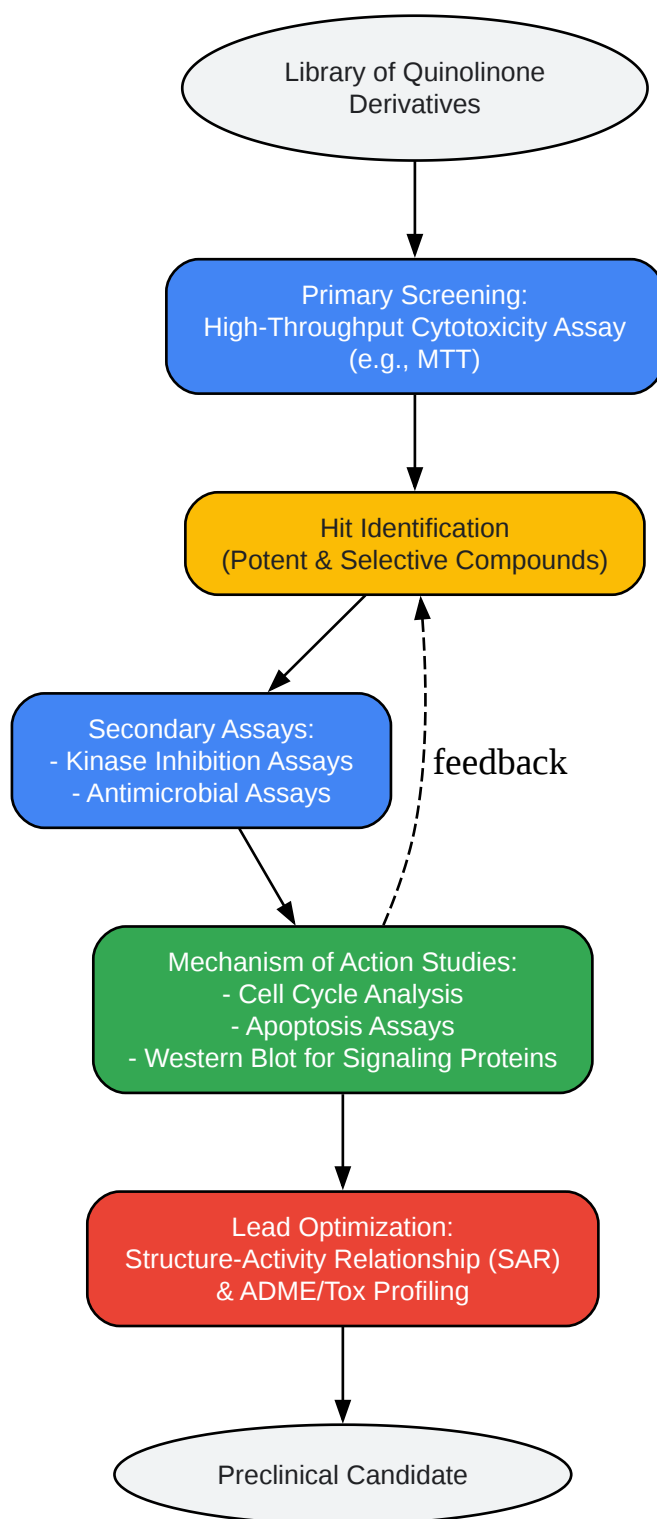 Library of Quinolinone
Derivatives
Primary Screening:
High-Throughput Cytotoxicity Assay
(e.g., MTT)
Hit Identification
(Potent & Selective Compounds)
Secondary Assays:
- Kinase Inhibition Assays
- Antimicrobial Assays
feedback
Mechanism of Action Studies:
- Cell Cycle Analysis
- Apoptosis Assays
- Western Blot for Signaling Proteins
Lead Optimization:
Structure-Activity Relationship (SAR)
& ADME/Tox Profiling
Preclinical Candidate